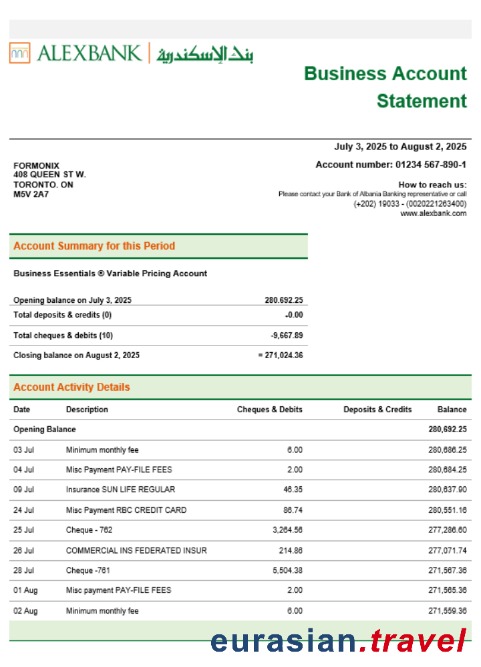 ALEXBANK | بنك الإسكندرية
Business Account
Statement
July 3, 2025 to August 2, 2025
Account number: 01234 567-890-1
FORMONIX
408 QUEEN ST W.
TORONTO. ON
M5V 2A7
How to reach us:
Please contact your Bank of Albania Banking representative or call
(+202) 19033 - (0020221263400)
www.alexbank.com
Account Summary for this Period
Business Essentials ® Variable Pricing Account
Opening balance on July 3, 2025 280.692.25
Total deposits & credits (0) -0.00
Total cheques & debits (10) -9,667.89
Closing balance on August 2, 2025 = 271,024.36
Account Activity Details
Date Description Cheques & Debits Deposits & Credits Balance
Opening Balance 280,692.25
03 Jul Minimum monthly fee 6.00 280,686.25
04 Jul Misc Payment PAY-FILE FEES 2.00 280,684.25
09 Jul Insurance SUN LIFE REGULAR 46.35 280,637.90
24 Jul Misc Payment RBC CREDIT CARD 86.74 280,551.16
25 Jul Cheque - 762 3,264.56 277,286.60
26 Jul COMMERCIAL INS FEDERATED INSUR 214.86 277,071.74
28 Jul Cheque -761 5,504.38 271,567.36
01 Aug Misc payment PAY-FILE FEES 2.00 271,565.36
02 Aug Minimum monthly fee 6.00 271,559.36
eurasian.travel